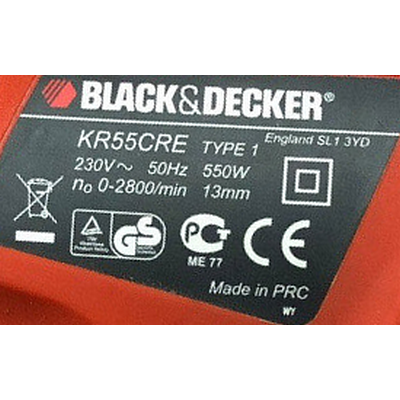 BLACK&DECKER®
KR55CRE TYPE 1 England SL1 3YD
230V~ 50Hz 550W
n₀ 0-2800/min 13mm
GS
PCT CE
ME 77
Made in PRC
WY